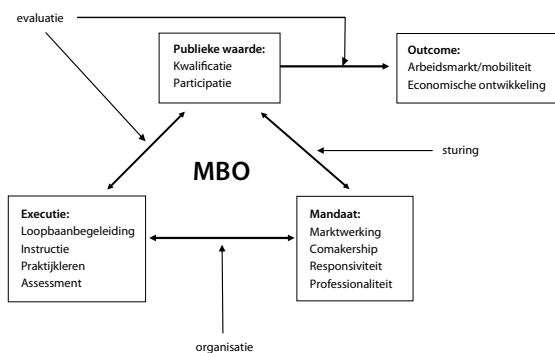 evaluatie
Publieke waarde:
Kwalificatie
Participatie
Outcome:
Arbeidsmarkt/mobiliteit
Economische ontwikkeling
sturing
MBO
Executie:
Loopbaanbegeleiding
Instructie
Praktijkleren
Assessment
Mandaat:
Marktwerking
Comakership
Responsiviteit
Professionaliteit
organisatie